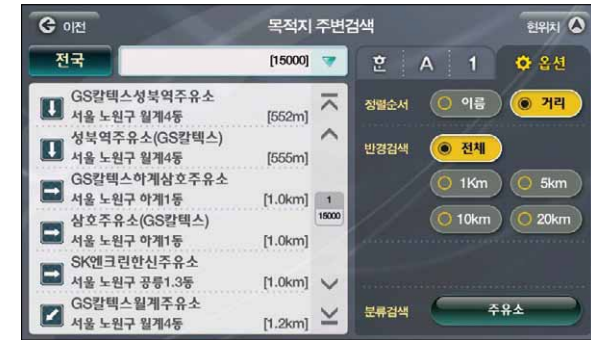 이전
목적지 주변검색
현위치
전국
[15000]
훈 A 1
옵션
GS칼텍스성북역주유소
서울 노원구 월계4동 [552m]
성북역주유소(GS칼텍스)
서울 노원구 월계4동 [555m]
GS칼텍스하계삼호주유소
서울 노원구 하계1동 [1.0km]
삼호주유소(GS칼텍스)
서울 노원구 하계1동 [1.0km]
SK엔크린한신주유소
서울 노원구 공릉1.3동 [1.0km]
GS칼텍스월계주유소
서울 노원구 월계4동 [1.2km]
1
15000
정렬순서 이름 거리
반경검색 전체
1Km 5km
10km 20km
분류검색 주유소